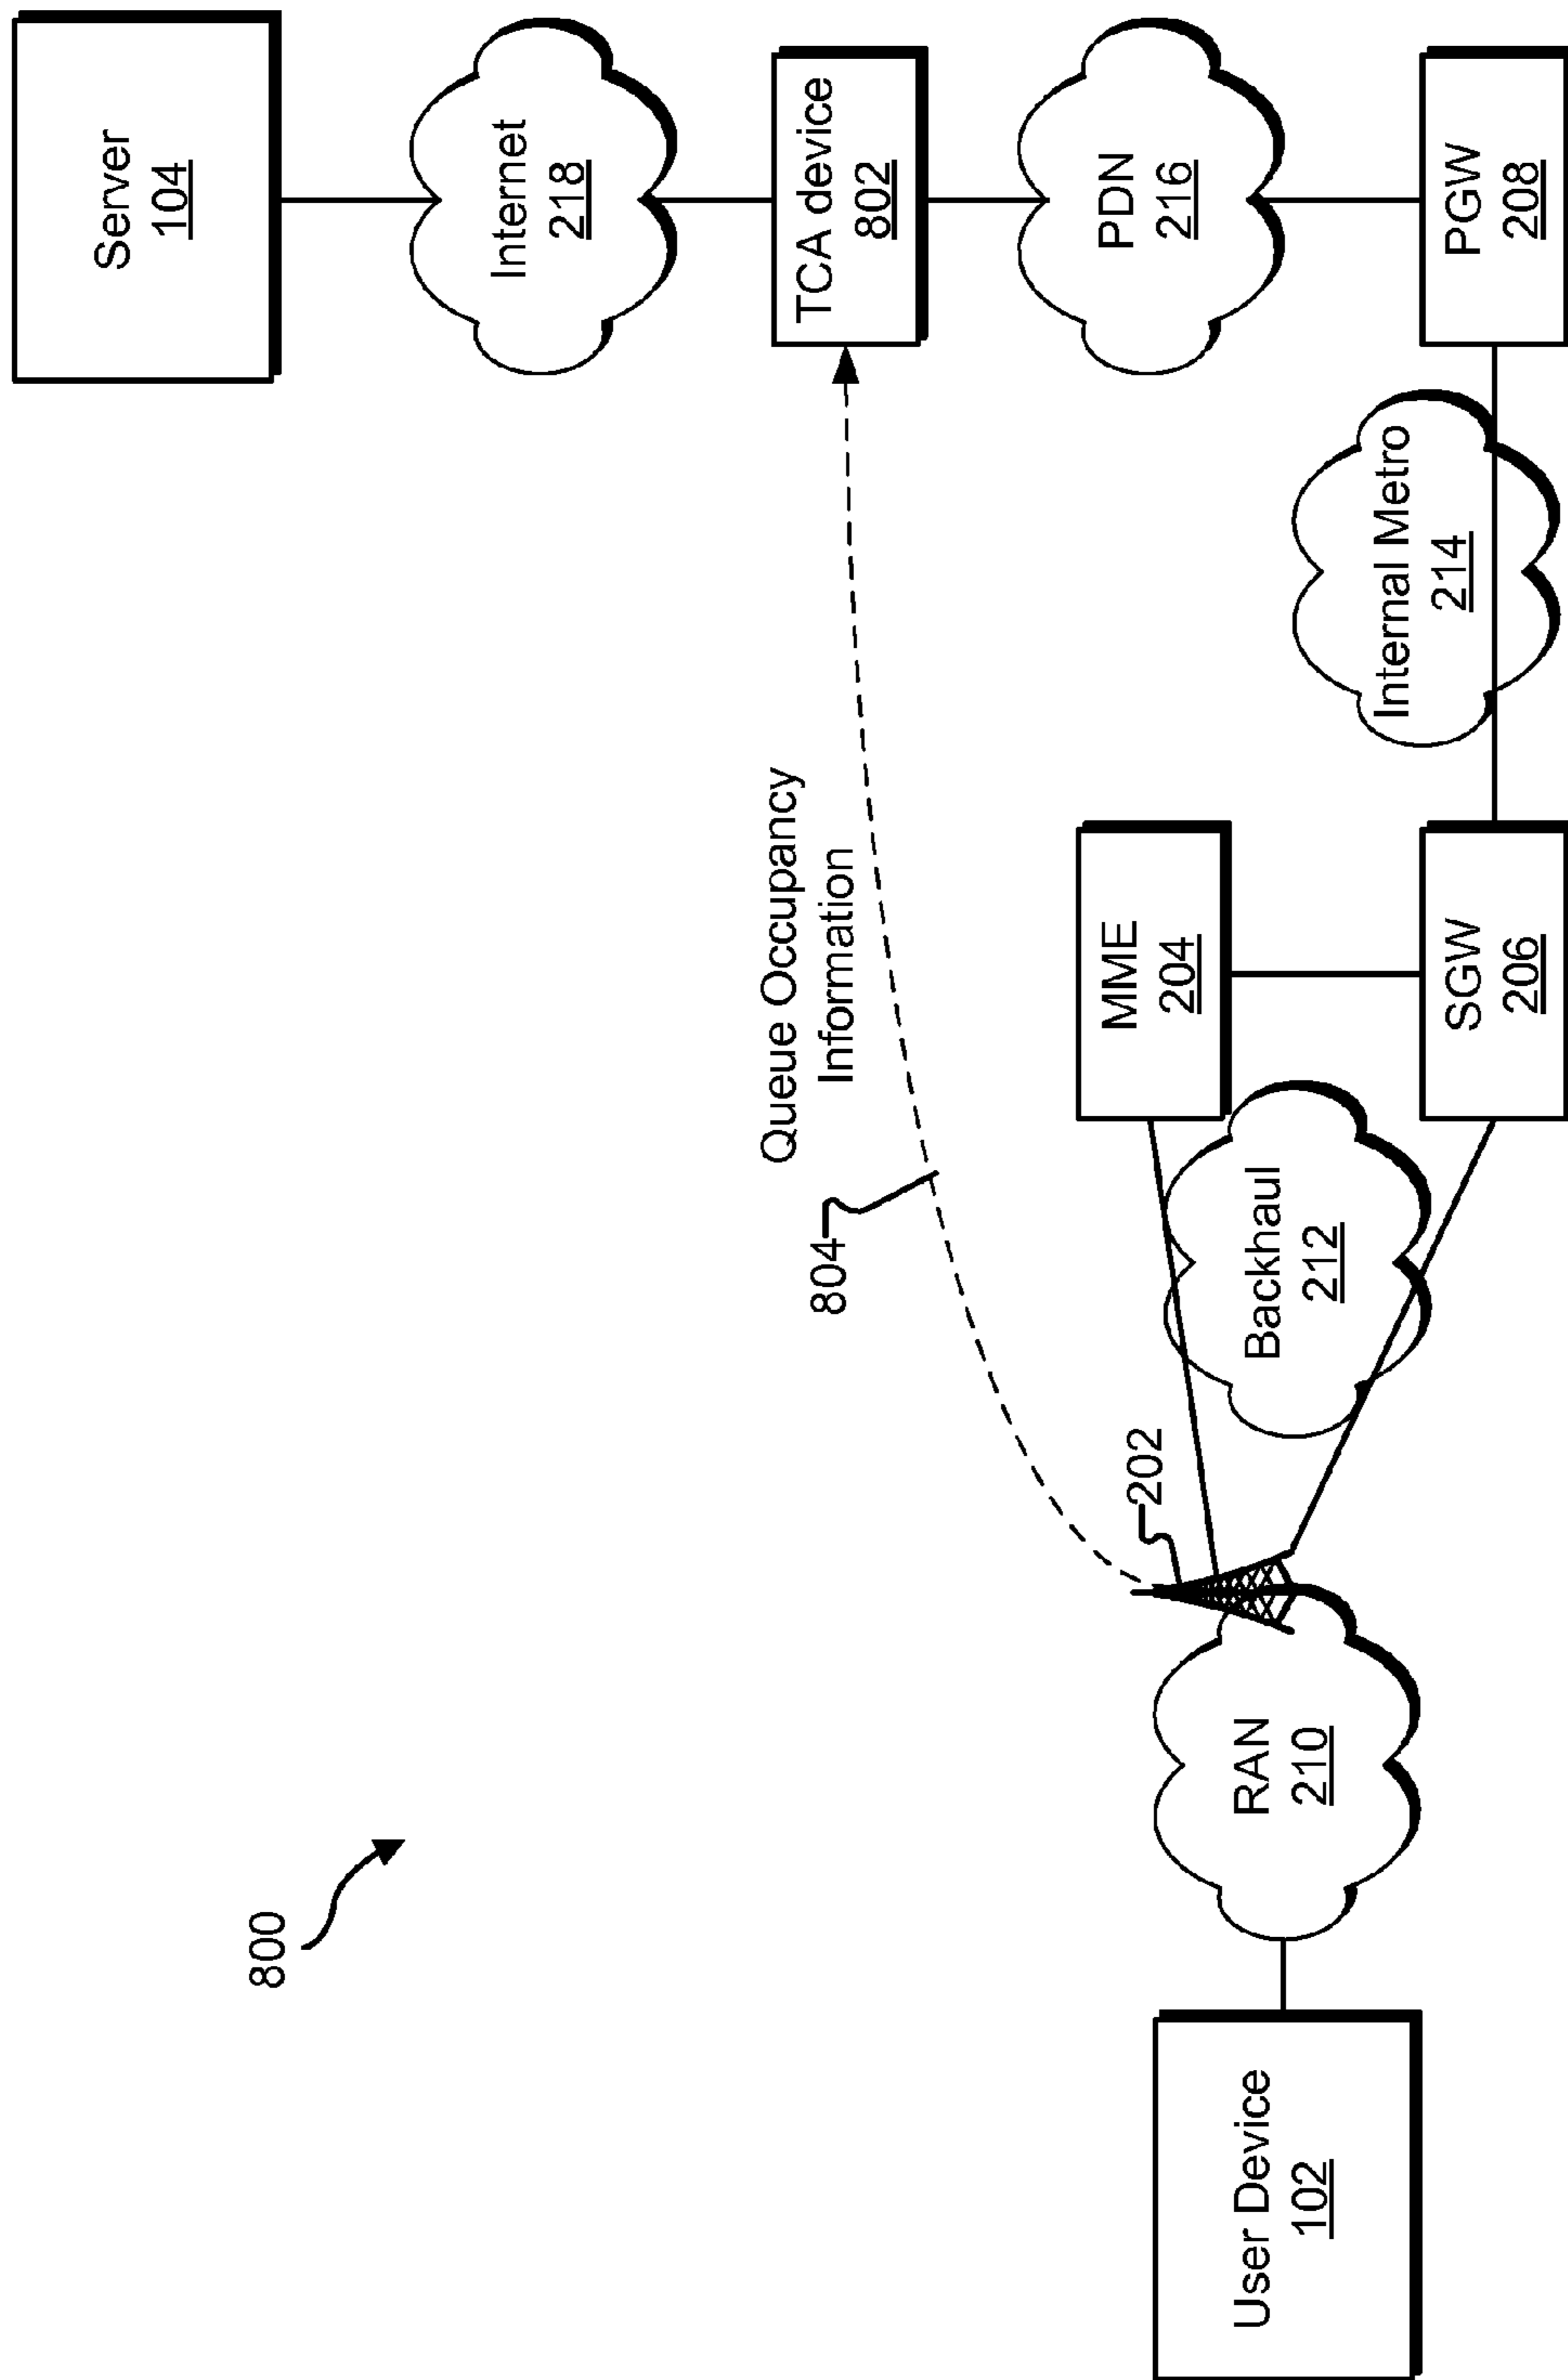 800
Server
104
Internet
218
TCA device
802
Queue Occupancy
Information
804
PDN
216
User Device
102
RAN
210
202
Backhaul
212
MME
204
SGW
206
Internal Metro
214
PGW
208